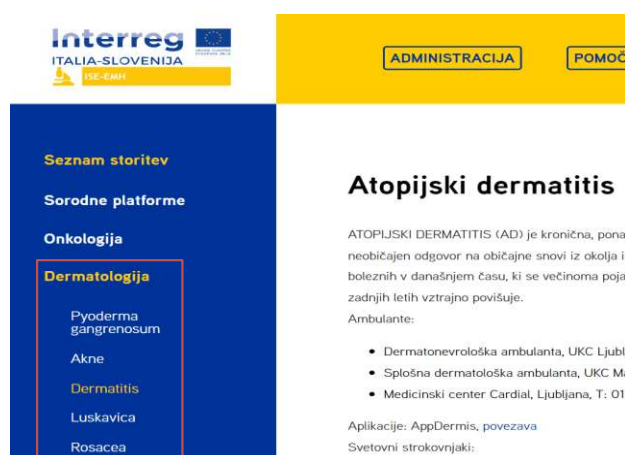 Interreg
ITALIA-SLOVENIJA
ISE-EMH
ADMINISTRACIJA
POMOČ
Seznam storitev
Sorodne platforme
Onkologija
Dermatologija
Pyoderma
gangrenosum
Akne
Dermatitis
Luskavica
Rosacea
Atopijski dermatitis
ATOPIJSKI DERMATITIS (AD) je kronična, pona
neobičajen odgovor na običajne snovi iz okolja i
boleznih v današnjem času, ki se večinoma poja
zadnjih letih vztrajno povišuje.
Ambulante:
• Dermatonevrološka ambulanta, UKC Ljubl
• Splošna dermatološka ambulanta, UKC Ma
• Medicinski center Cardial, Ljubljana, T: 01
Aplikacije: AppDermis, povezava
Svetovni strokovnjaki: